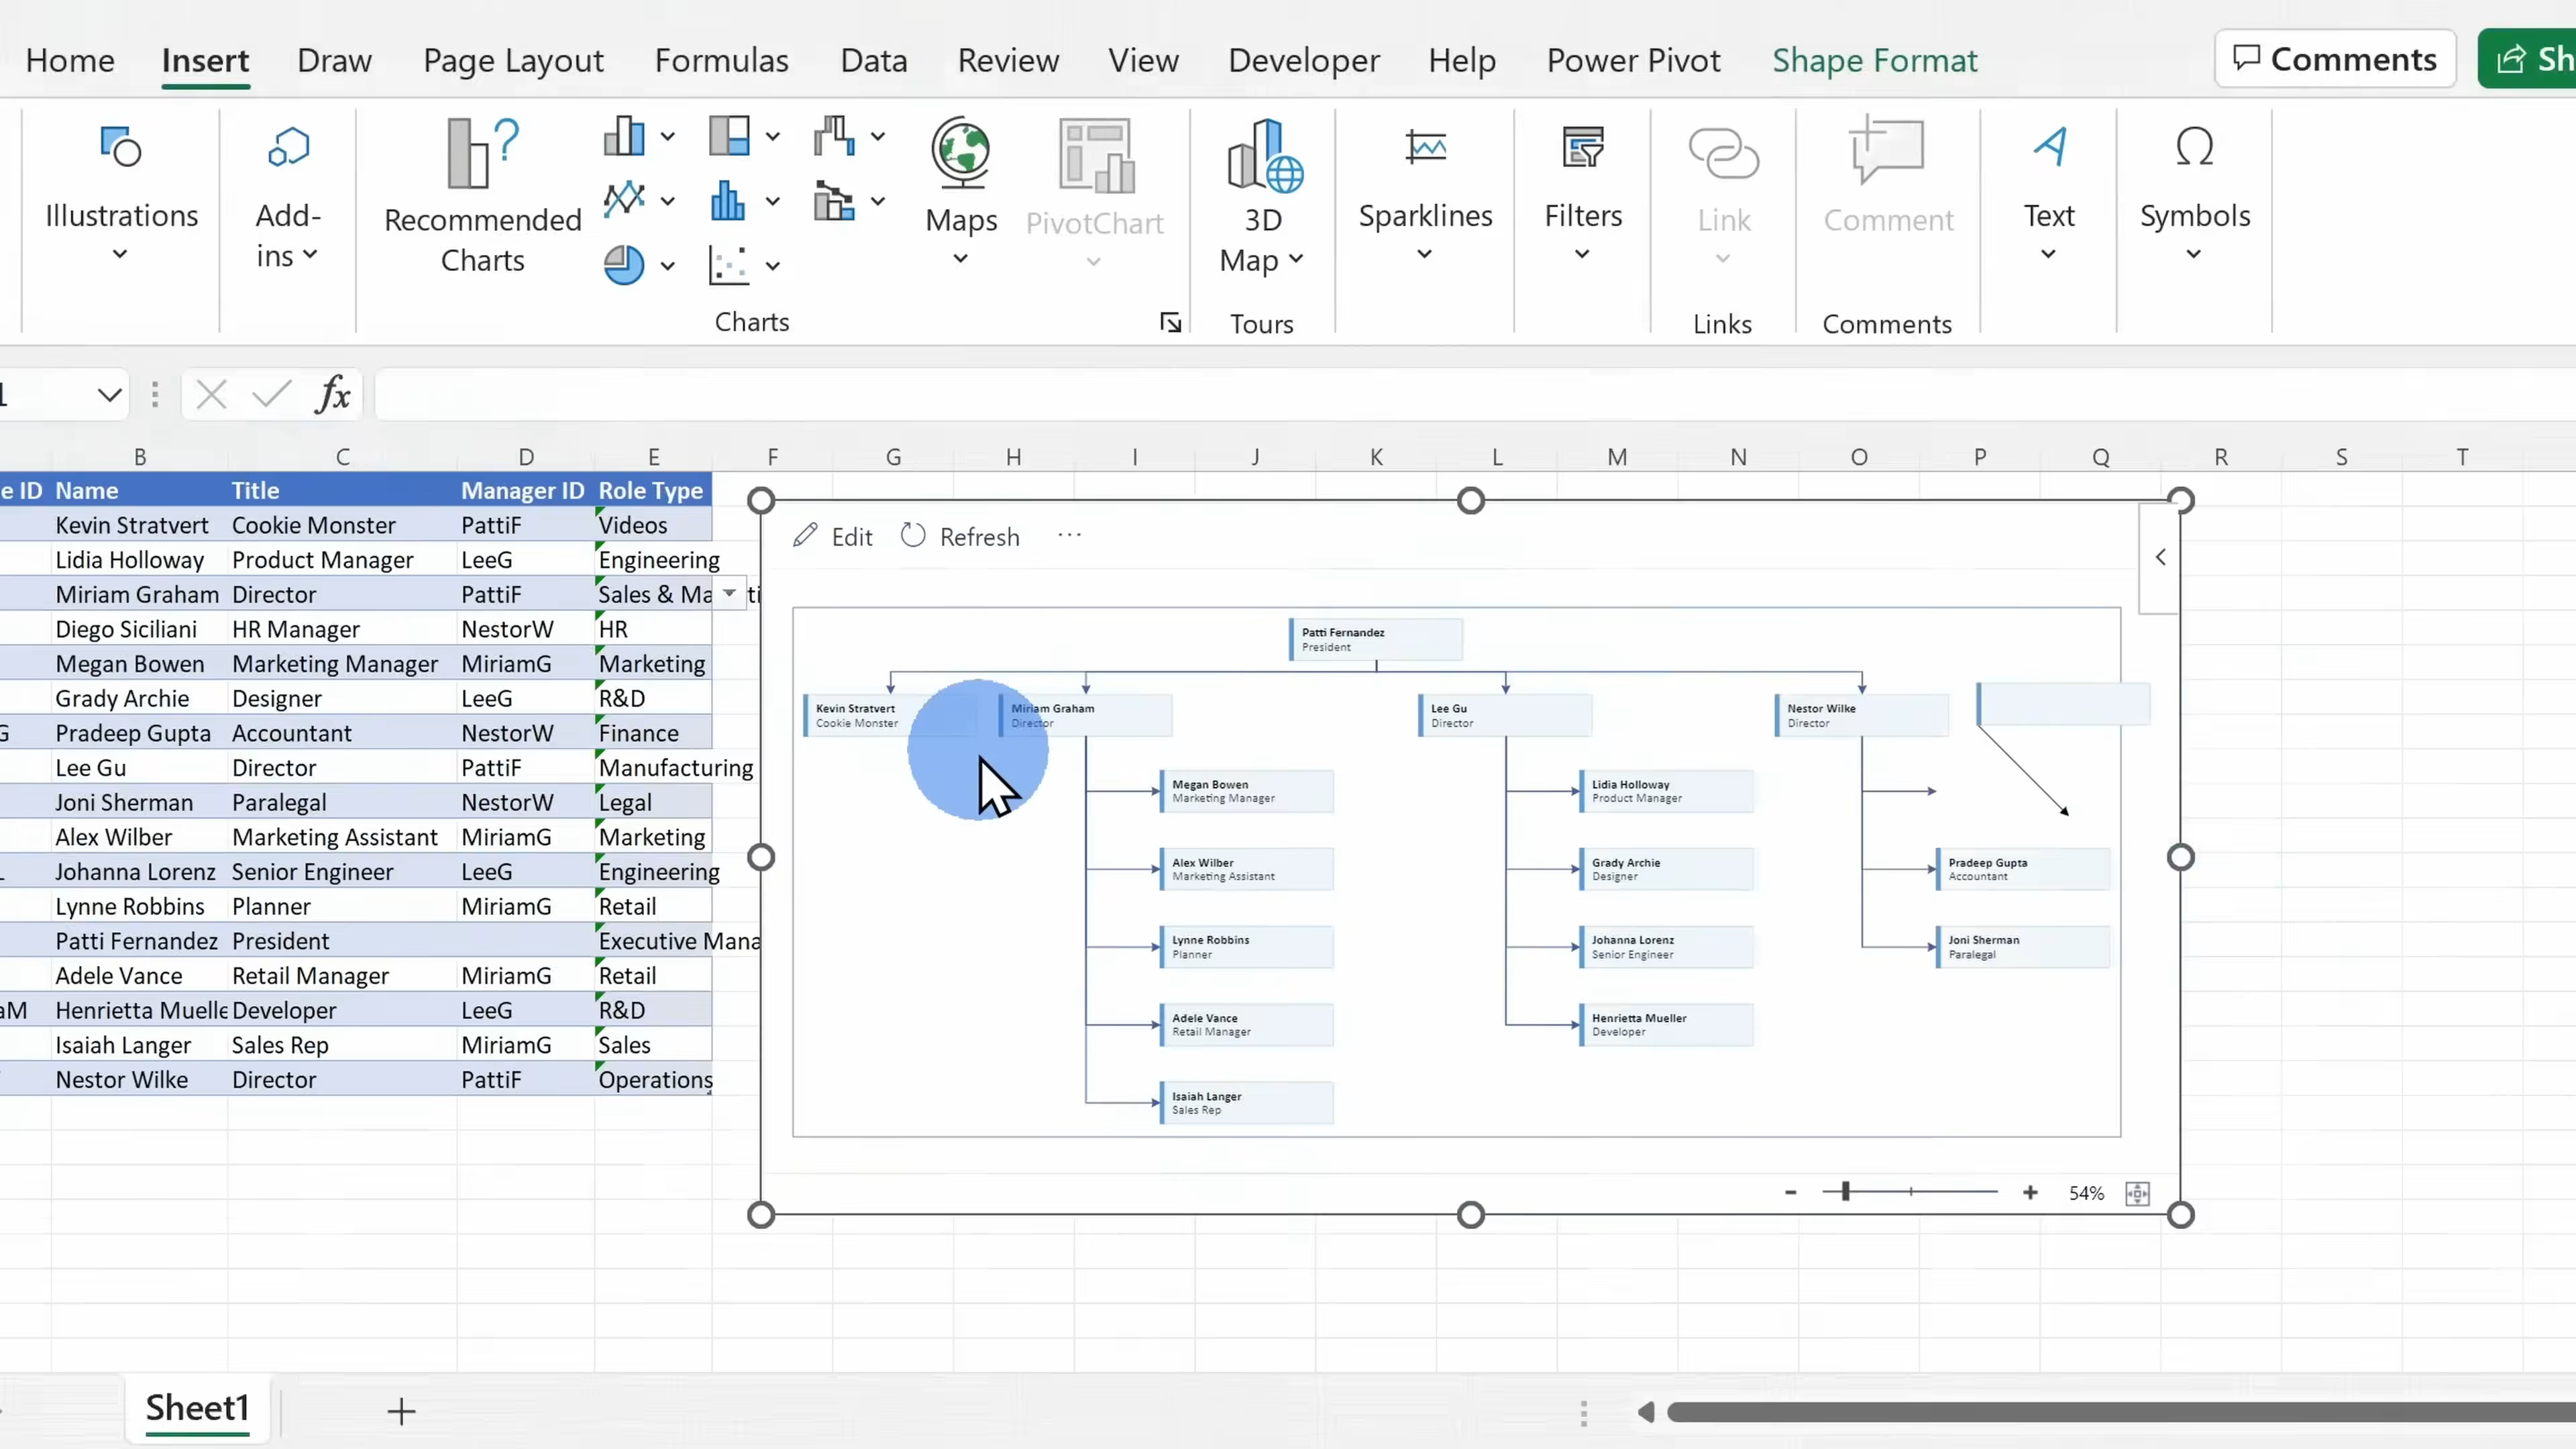 Home Insert Draw Page Layout Formulas Data Review View Developer Help Power Pivot Shape Format Comments
Illustrations
Add-
ins
Recommended
Charts
Maps
PivotChart
3D
Map
Sparklines
Filters
Link
Comment
Text
Symbols
Charts
Tours
Links
Comments
fx
B C D E F G H I J K L M N O P Q R S T
e ID Name Title Manager ID Role Type
Kevin Stratvert Cookie Monster PattiF Videos
Lidia Holloway Product Manager LeeG Engineering
Miriam Graham Director PattiF Sales & Ma
Diego Siciliani HR Manager NestorW HR
Megan Bowen Marketing Manager MiriamG Marketing
Grady Archie Designer LeeG R&D
G Pradeep Gupta Accountant NestorW Finance
Lee Gu Director PattiF Manufacturing
Joni Sherman Paralegal NestorW Legal
Alex Wilber Marketing Assistant MiriamG Marketing
L Johanna Lorenz Senior Engineer LeeG Engineering
Lynne Robbins Planner MiriamG Retail
Patti Fernandez President Executive Mana
Adele Vance Retail Manager MiriamG Retail
aM Henrietta Muelle Developer LeeG R&D
Isaiah Langer Sales Rep MiriamG Sales
Nestor Wilke Director PattiF Operations
Edit Refresh ...
Patti Fernandez
President
Kevin Stratvert
Cookie Monster
Miriam Graham
Director
Lee Gu
Director
Nestor Wilke
Director
Megan Bowen
Marketing Manager
Alex Wilber
Marketing Assistant
Lynne Robbins
Planner
Adele Vance
Retail Manager
Isaiah Langer
Sales Rep
Lidia Holloway
Product Manager
Grady Archie
Designer
Johanna Lorenz
Senior Engineer
Henrietta Mueller
Developer
Pradeep Gupta
Accountant
Joni Sherman
Paralegal
54%
Sheet1